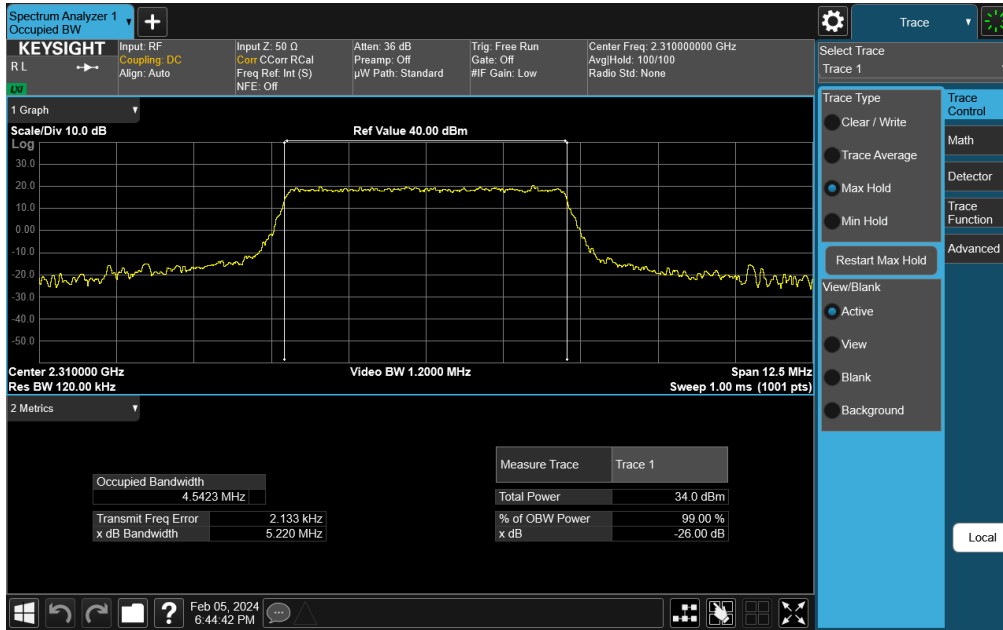 Spectrum Analyzer 1
Occupied BW
Trace
KEYSIGHT
R L
LXI
Input: RF
Coupling: DC
Align: Auto
Input Z: 50 Ω
Corr CCorr RCal
Freq Ref: Int (S)
NFE: Off
Atten: 36 dB
Preamp: Off
µW Path: Standard
Trig: Free Run
Gate: Off
#IF Gain: Low
Center Freq: 2.310000000 GHz
Avg|Hold: 100/100
Radio Std: None
1 Graph
Scale/Div 10.0 dB
Ref Value 40.00 dBm
Log
30.0
20.0
10.0
0.00
-10.0
-20.0
-30.0
-40.0
-50.0
Center 2.310000 GHz
Video BW 1.2000 MHz
Span 12.5 MHz
Res BW 120.00 kHz
Sweep 1.00 ms (1001 pts)
2 Metrics
Occupied Bandwidth
4.5423 MHz
Transmit Freq Error 2.133 kHz
x dB Bandwidth 5.220 MHz
Measure Trace Trace 1
Total Power 34.0 dBm
% of OBW Power 99.00 %
x dB -26.00 dB
Select Trace
Trace 1
Trace Type
Clear / Write
Trace Average
Max Hold
Min Hold
Restart Max Hold
View/Blank
Active
View
Blank
Background
Trace
Control
Math
Detector
Trace
Function
Advanced
Local
?
Feb 05, 2024
6:44:42 PM